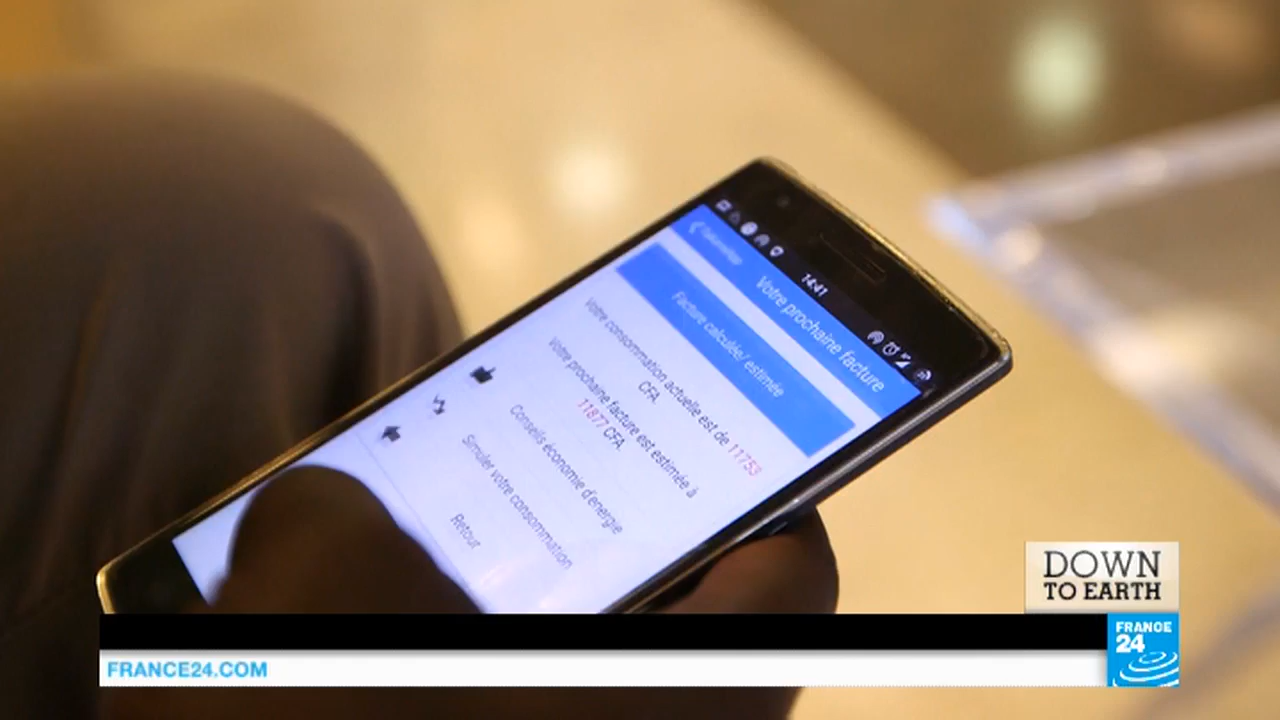 14:41
Votre prochaine facture
Facture calculée/ estimée
Votre consommation actuelle est de 11753
CFA.
Votre prochaine facture est estimée à
11877 CFA.
Conseils économie d'energie
Simuler votre consommation
Retour
DOWN
TO EARTH
FRANCE
24
FRANCE24.COM